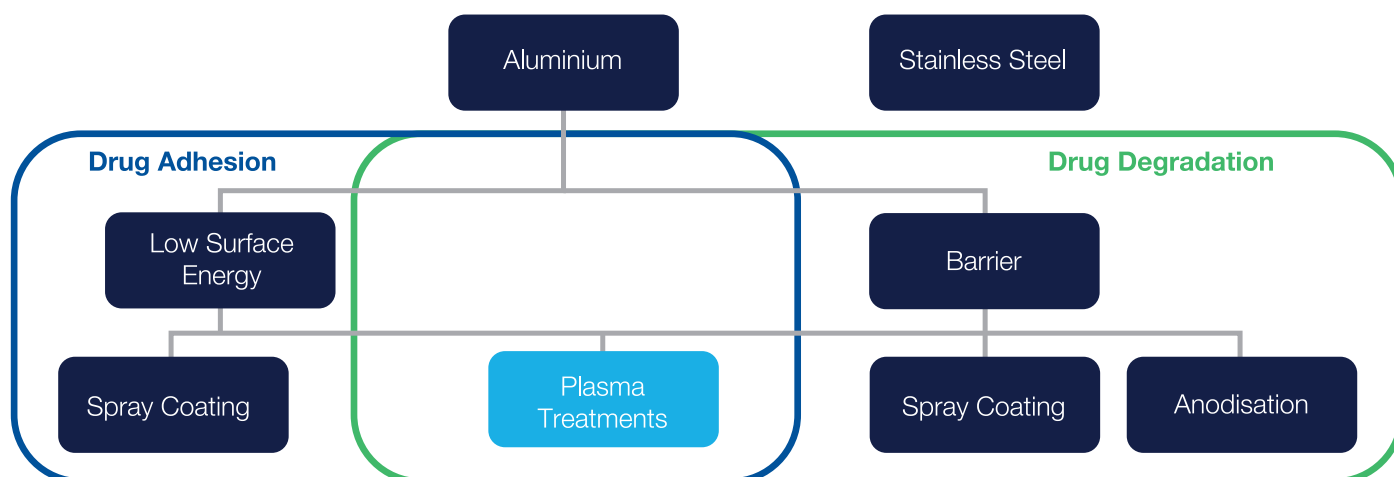 Aluminium
Stainless Steel
Drug Adhesion
Drug Degradation
Low Surface
Energy
Barrier
Spray Coating
Plasma
Treatments
Spray Coating
Anodisation